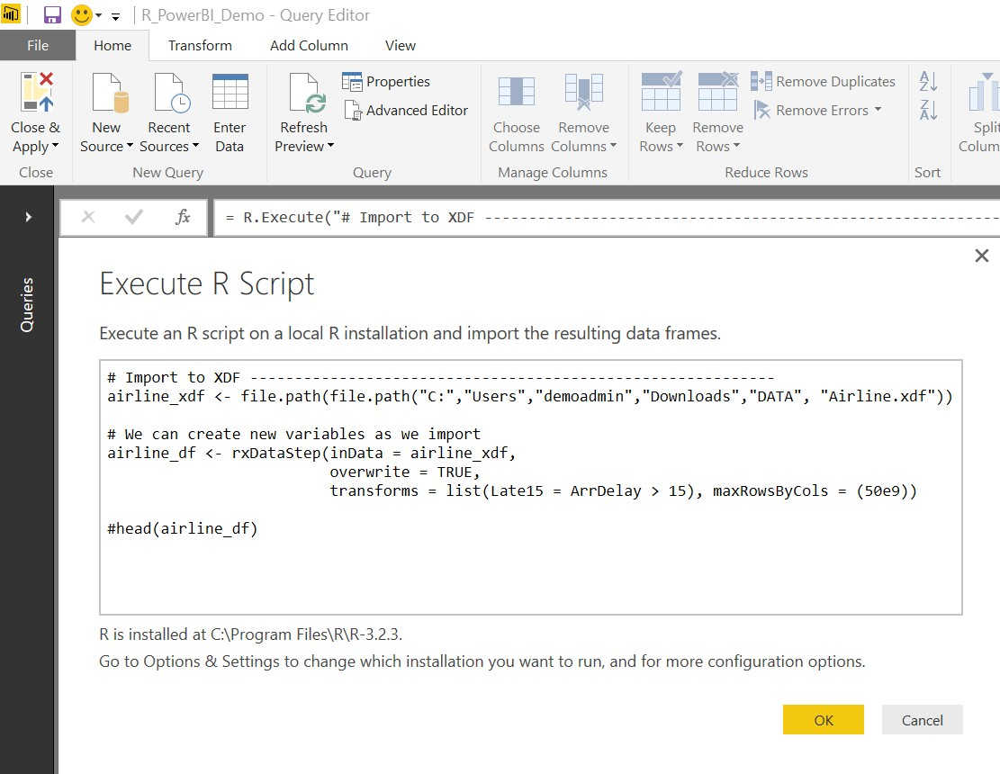 R_PowerBI_Demo - Query Editor
File Home Transform Add Column View
Close & Apply
New Source
Recent Sources
Enter Data
Refresh Preview
Properties
Advanced Editor
Choose Columns
Remove Columns
Keep Rows
Remove Rows
Remove Duplicates
Remove Errors
A
Z
Z
A
Close
New Query
Query
Manage Columns
Reduce Rows
Sort
fx
= R.Execute("# Import to XDF ----------------------------------------------------------
Queries
Execute R Script
Execute an R script on a local R installation and import the resulting data frames.
# Import to XDF -----------------------------------------------------------
airline_xdf <- file.path(file.path("C:","Users","demoadmin","Downloads","DATA", "Airline.xdf"))
# We can create new variables as we import
airline_df <- rxDataStep(inData = airline_xdf,
overwrite = TRUE,
transforms = list(Late15 = ArrDelay > 15), maxRowsByCols = (50e9))
#head(airline_df)
R is installed at C:\Program Files\R\R-3.2.3.
Go to Options & Settings to change which installation you want to run, and for more configuration options.
OK Cancel